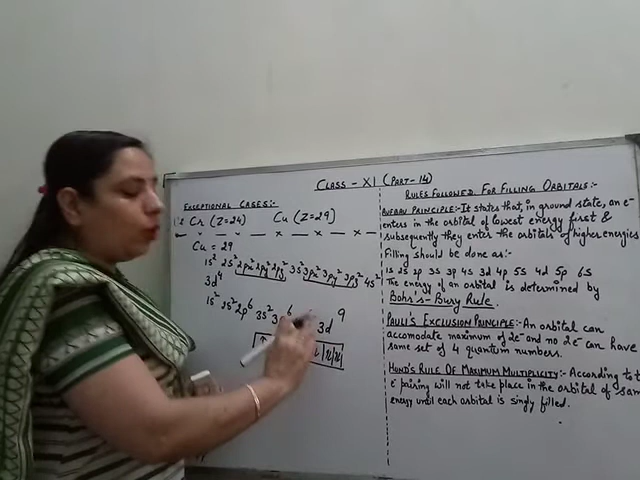 CLASS - XI (PART-14)
EXCEPTIONAL CASES:-
Cr (Z=24) Cu (Z=29)
Cu = 29
1s² 2s² 2px² 2py² 2pz² 3s² 3px² 3py² 3pz² 4s²
1s² 2s² 2p⁶ 3s² 3 ⁶ 3d⁹
RULES FOLLOWED FOR FILLING ORBITALS:-
AUFBAU PRINCIPLE:- It states that, in ground state, an e⁻
enters in the orbital of lowest energy first &
subsequently they enter the orbitals of higher energies
Filling should be done as:-
1s 2s 2p 3s 3p 4s 3d 4p 5s 4d 5p 6s
The energy of an orbital is determined by
Bohr's-Bury Rule.
PAULI'S EXCLUSION PRINCIPLE:- An orbital can
accomodate maximum of 2e⁻ and no 2e⁻ can have
same set of 4 quantum numbers.
HUND'S RULE OF MAXIMUM MULTIPLICITY:- According to
e⁻ pairing will not take place in the orbital of same
energy until each orbital is singly filled.